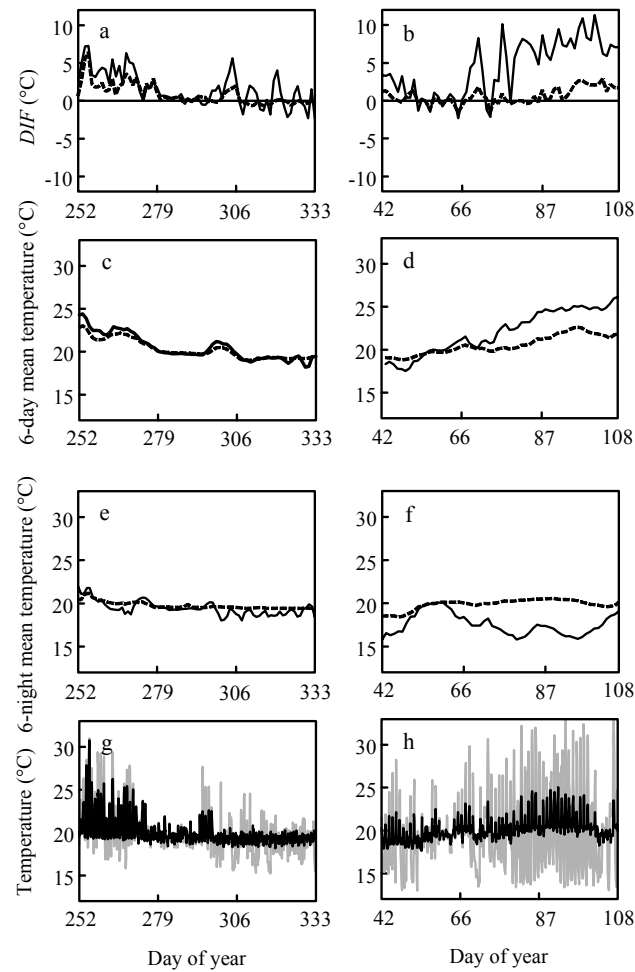 DIF (°C)
a
10
5
0
-5
-10
252 279 306 333
b
10
5
0
-5
-10
42 66 87 108
6-day mean temperature (°C)
c
30
25
20
15
252 279 306 333
d
30
25
20
15
42 66 87 108
6-night mean temperature (°C)
e
30
25
20
15
252 279 306 333
f
30
25
20
15
42 66 87 108
Temperature (°C)
g
30
25
20
15
252 279 306 333
Day of year
h
30
25
20
15
42 66 87 108
Day of year